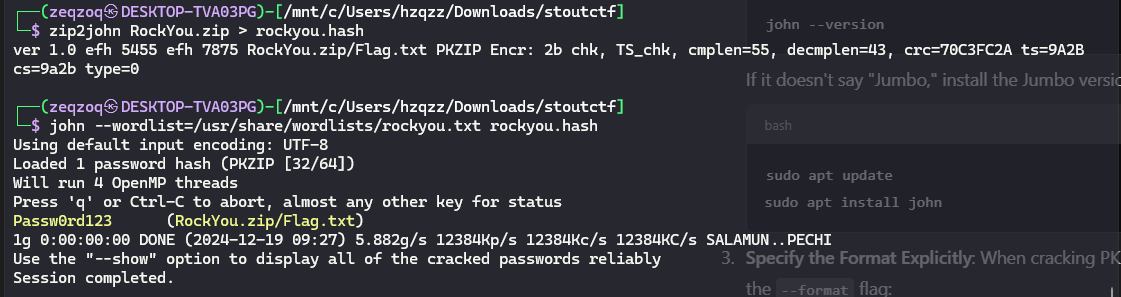 ┌──(zeqzoq㉿DESKTOP-TVA03PG)-[/mnt/c/Users/hzqzz/Downloads/stoutctf]
└─$ zip2john RockYou.zip > rockyou.hash
ver 1.0 efh 5455 efh 7875 RockYou.zip/Flag.txt PKZIP Encr: 2b chk, TS_chk, cmplen=55, decmplen=43, crc=70C3FC2A ts=9A2B
cs=9a2b type=0
┌──(zeqzoq㉿DESKTOP-TVA03PG)-[/mnt/c/Users/hzqzz/Downloads/stoutctf]
└─$ john --wordlist=/usr/share/wordlists/rockyou.txt rockyou.hash
Using default input encoding: UTF-8
Loaded 1 password hash (PKZIP [32/64])
Will run 4 OpenMP threads
Press 'q' or Ctrl-C to abort, almost any other key for status
Passw0rd123      (RockYou.zip/Flag.txt)
1g 0:00:00:00 DONE (2024-12-19 09:27) 5.882g/s 12384Kp/s 12384Kc/s 12384KC/s SALAMUN..PECHI
Use the "--show" option to display all of the cracked passwords reliably
Session completed.
john --version
If it doesn't say "Jumbo," install the Jumbo versio
bash
sudo apt update
sudo apt install john
3. Specify the Format Explicitly: When cracking PK
the --format flag: